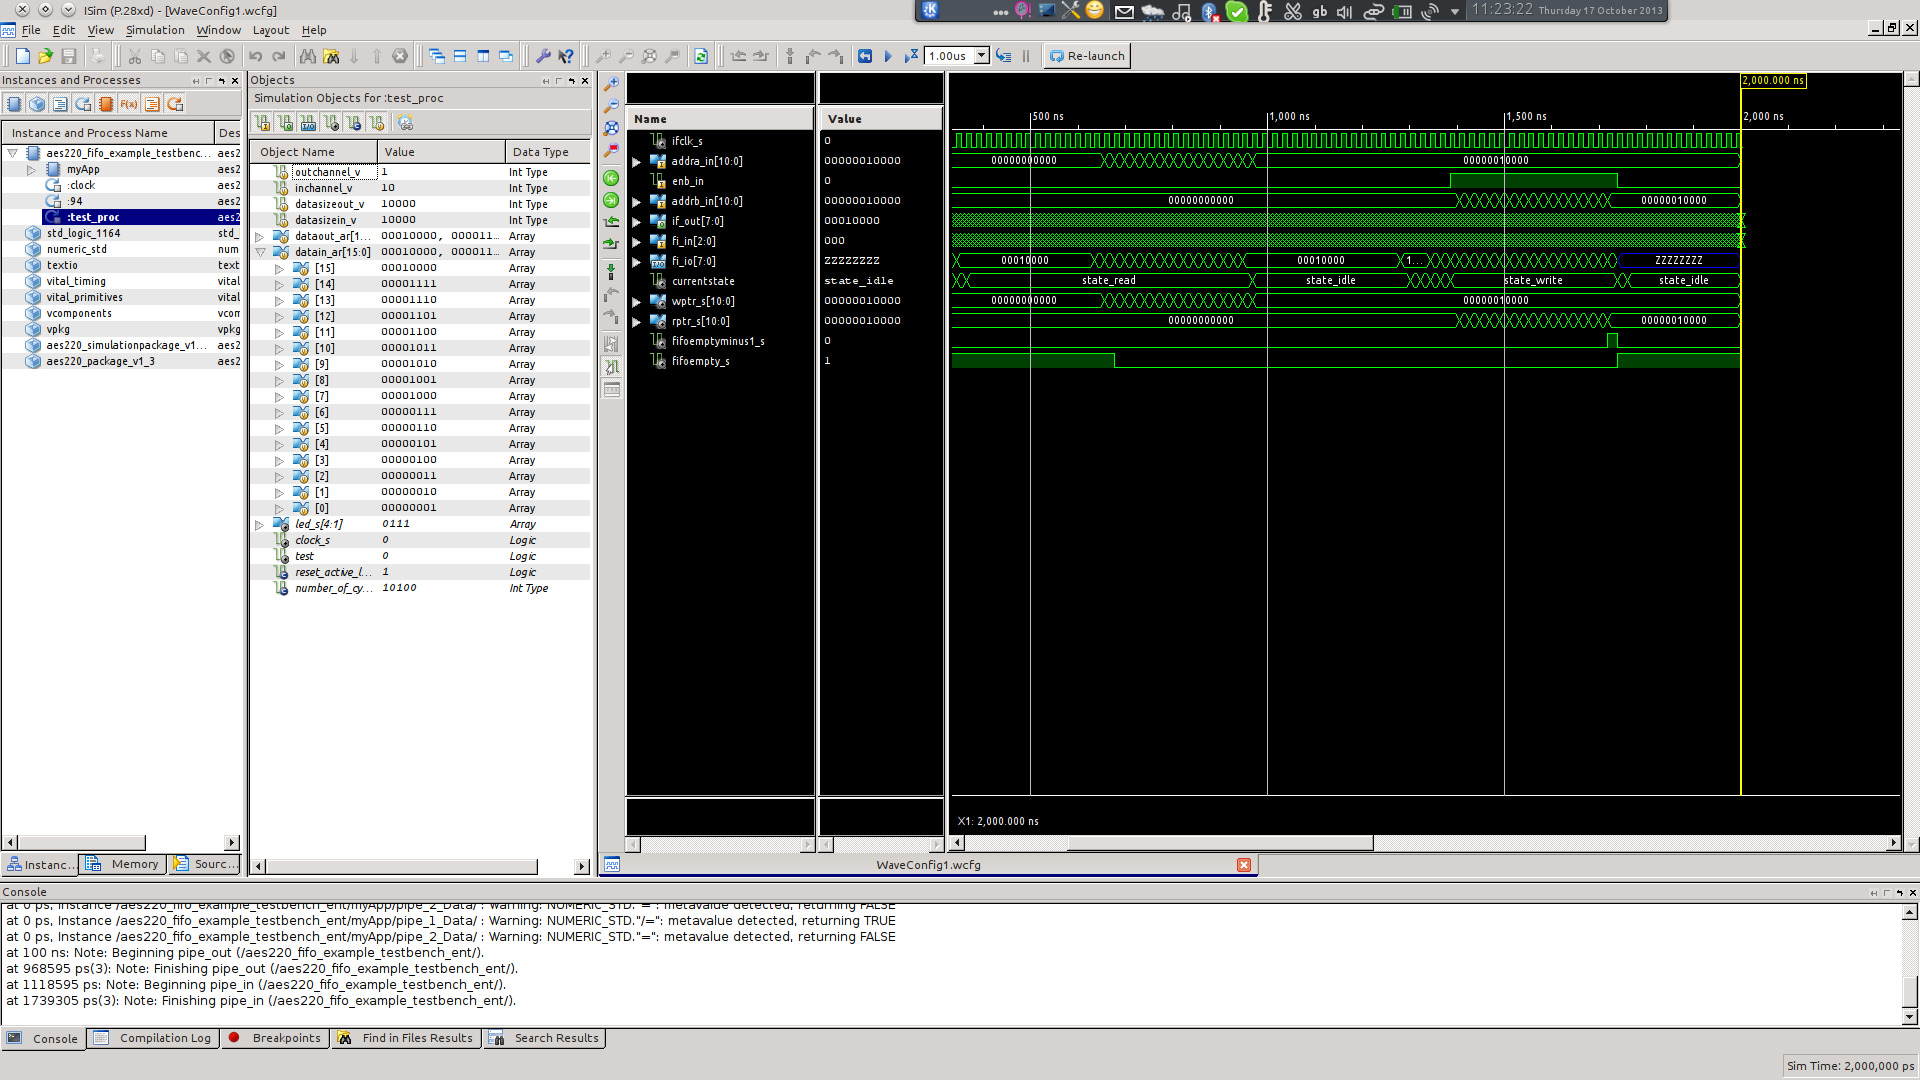 ISim (P.28xd) - [WaveConfig1.wcfg]
gb
11:23:22 Thursday 17 October 2013
File Edit View Simulation Window Layout Help
1.00us
Re-launch
Instances and Processes
Instance and Process Name Des
aes220_fifo_example_testbenc... aes2
myApp aes2
:clock aes2
:94 aes2
:test_proc aes2
std_logic_1164 std_
numeric_std num
textio text
vital_timing vital
vital_primitives vital
vcomponents vcom
vpkg vpkg
aes220_simulationpackage_v1... aes2
aes220_package_v1_3 aes2
Instanc... Memory Sourc...
Objects
Simulation Objects for :test_proc
Object Name Value Data Type
outchannel_v 1 Int Type
inchannel_v 10 Int Type
datasizeout_v 10000 Int Type
datasizein_v 10000 Int Type
dataout_ar[1... 00010000, 000011... Array
datain_ar[15:0] 00010000, 000011... Array
[15] 00010000 Array
[14] 00001111 Array
[13] 00001110 Array
[12] 00001101 Array
[11] 00001100 Array
[10] 00001011 Array
[9] 00001010 Array
[8] 00001001 Array
[7] 00001000 Array
[6] 00000111 Array
[5] 00000110 Array
[4] 00000101 Array
[3] 00000100 Array
[2] 00000011 Array
[1] 00000010 Array
[0] 00000001 Array
led_s[4:1] 0111 Array
clock_s 0 Logic
test 0 Logic
reset_active_l... 1 Logic
number_of_cy... 10100 Int Type
Name Value
ifclk_s 0
addra_in[10:0] 00000010000
enb_in 0
addrb_in[10:0] 00000010000
if_out[7:0] 00010000
fi_in[2:0] 000
fi_io[7:0] ZZZZZZZZ
currentstate state_idle
wptr_s[10:0] 00000010000
rptr_s[10:0] 00000010000
fifoemptyminus1_s 0
fifoempty_s 1
2,000.000 ns
500 ns 1,000 ns 1,500 ns 2,000 ns
00000000000 00000010000
00000000000 00000010000
00010000 00010000 1... ZZZZZZZZ
state_read state_idle state_write state_idle
00000000000 00000010000
00000000000 00000010000
X1: 2,000.000 ns
WaveConfig1.wcfg
Console
at 0 ps, Instance /aes220_fifo_example_testbench_ent/myApp/pipe_2_Data/ : Warning: NUMERIC_STD."=": metavalue detected, returning FALSE
at 0 ps, Instance /aes220_fifo_example_testbench_ent/myApp/pipe_1_Data/ : Warning: NUMERIC_STD."/=": metavalue detected, returning TRUE
at 0 ps, Instance /aes220_fifo_example_testbench_ent/myApp/pipe_2_Data/ : Warning: NUMERIC_STD."=": metavalue detected, returning FALSE
at 100 ns: Note: Beginning pipe_out (/aes220_fifo_example_testbench_ent/).
at 968595 ps(3): Note: Finishing pipe_out (/aes220_fifo_example_testbench_ent/).
at 1118595 ps: Note: Beginning pipe_in (/aes220_fifo_example_testbench_ent/).
at 1739305 ps(3): Note: Finishing pipe_in (/aes220_fifo_example_testbench_ent/).
Console Compilation Log Breakpoints Find in Files Results Search Results
Sim Time: 2,000,000 ps